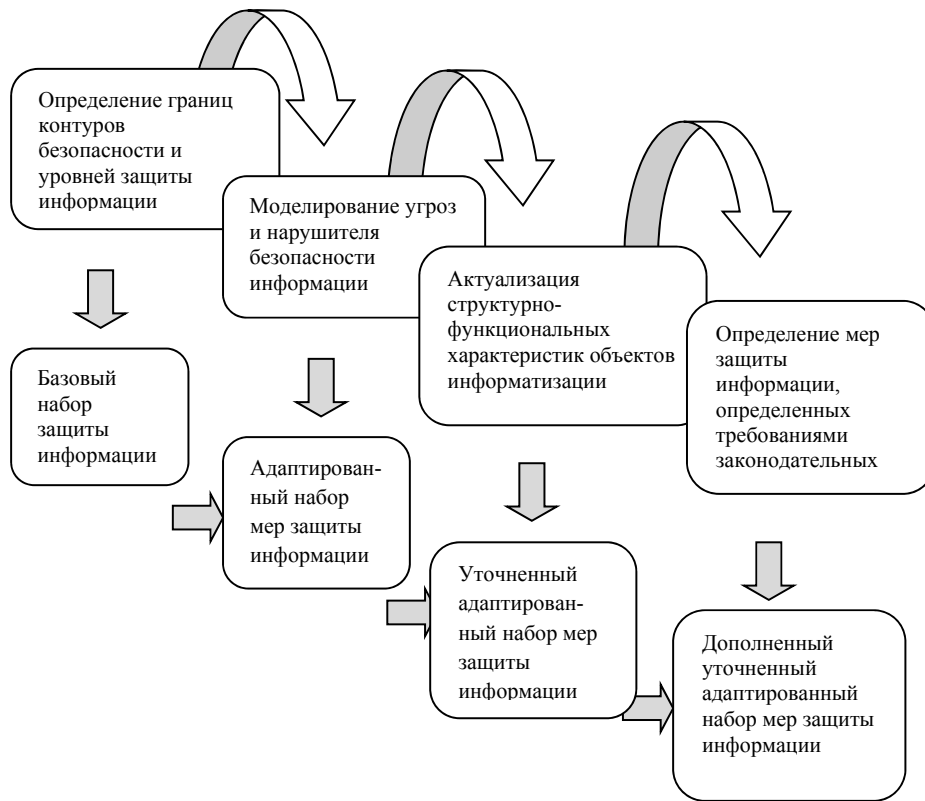 Определение границ
контуров
безопасности и
уровней защиты
информации
Моделирование угроз
и нарушителя
безопасности
информации
Актуализация
структурно-
функциональных
характеристик объектов
информатизации
Определение мер
защиты
информации,
определенных
требованиями
законодательных
Базовый
набор
защиты
информации
Адаптирован-
ный набор
мер защиты
информации
Уточненный
адаптирован-
ный набор мер
защиты
информации
Дополненный
уточненный
адаптированный
набор мер защиты
информации